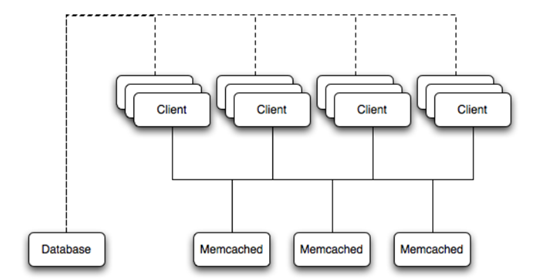 Client
Client
Client
Client
Database
Memcached
Memcached
Memcached